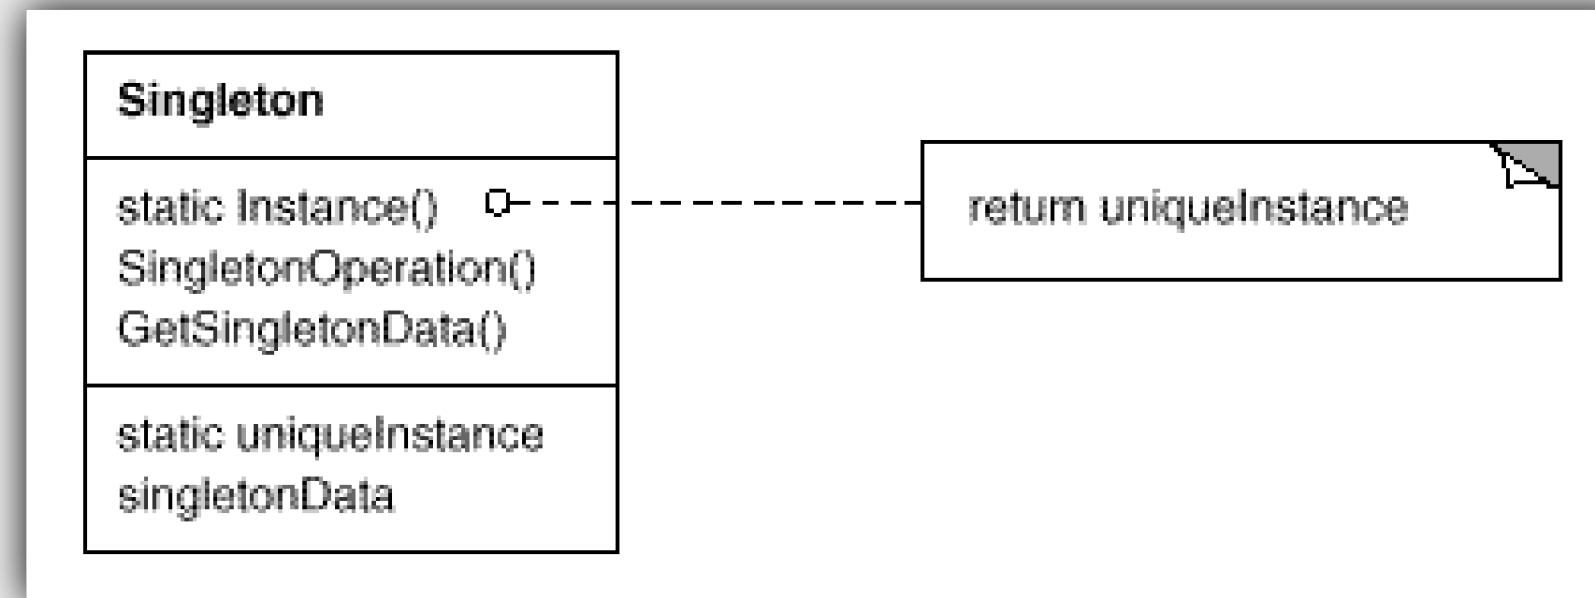 Singleton
static Instance()
return uniqueInstance
SingletonOperation()
GetSingletonData()
static uniqueInstance
singletonData